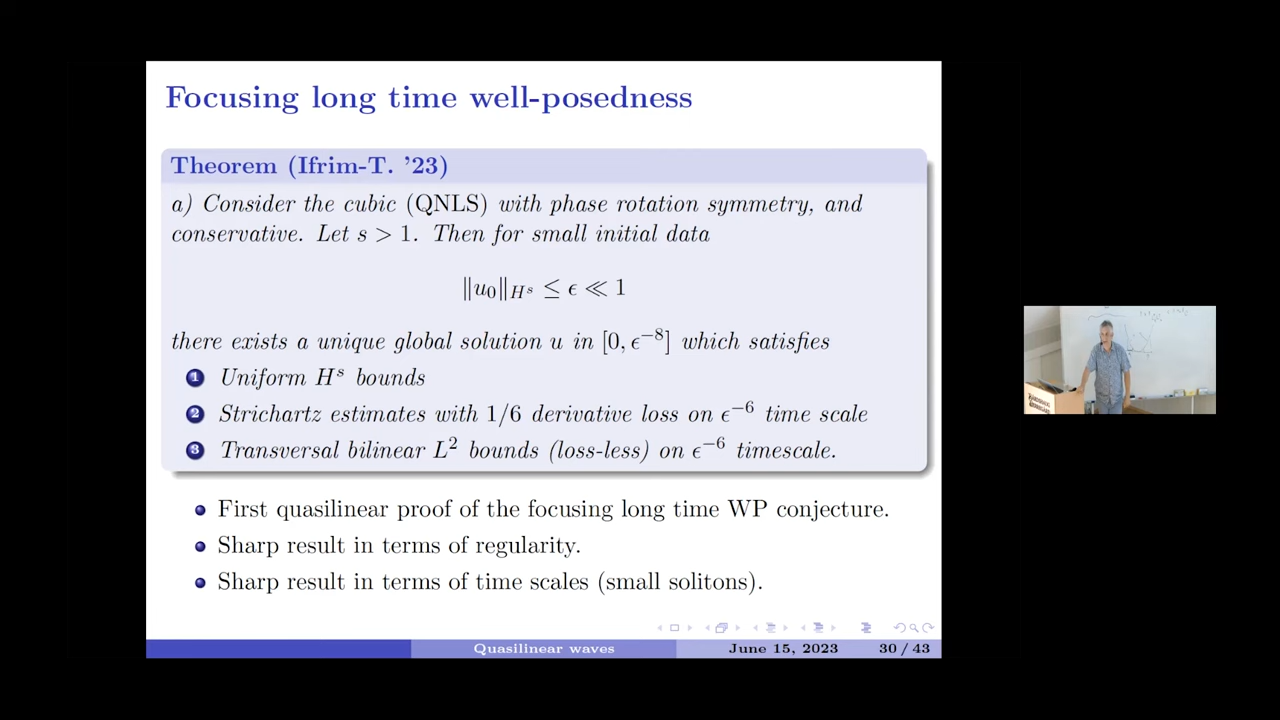 Focusing long time well-posedness
Theorem (Ifrim-T. '23)
a) Consider the cubic (QNLS) with phase rotation symmetry, and
conservative. Let s > 1. Then for small initial data
‖u₀‖_{H^s} ≤ ϵ ≪ 1
there exists a unique global solution u in [0, ϵ^{−8}] which satisfies
1 Uniform H^s bounds
2 Strichartz estimates with 1/6 derivative loss on ϵ^{−6} time scale
3 Transversal bilinear L² bounds (loss-less) on ϵ^{−6} timescale.
First quasilinear proof of the focusing long time WP conjecture.
Sharp result in terms of regularity.
Sharp result in terms of time scales (small solitons).
Quasilinear waves June 15, 2023 30 / 43